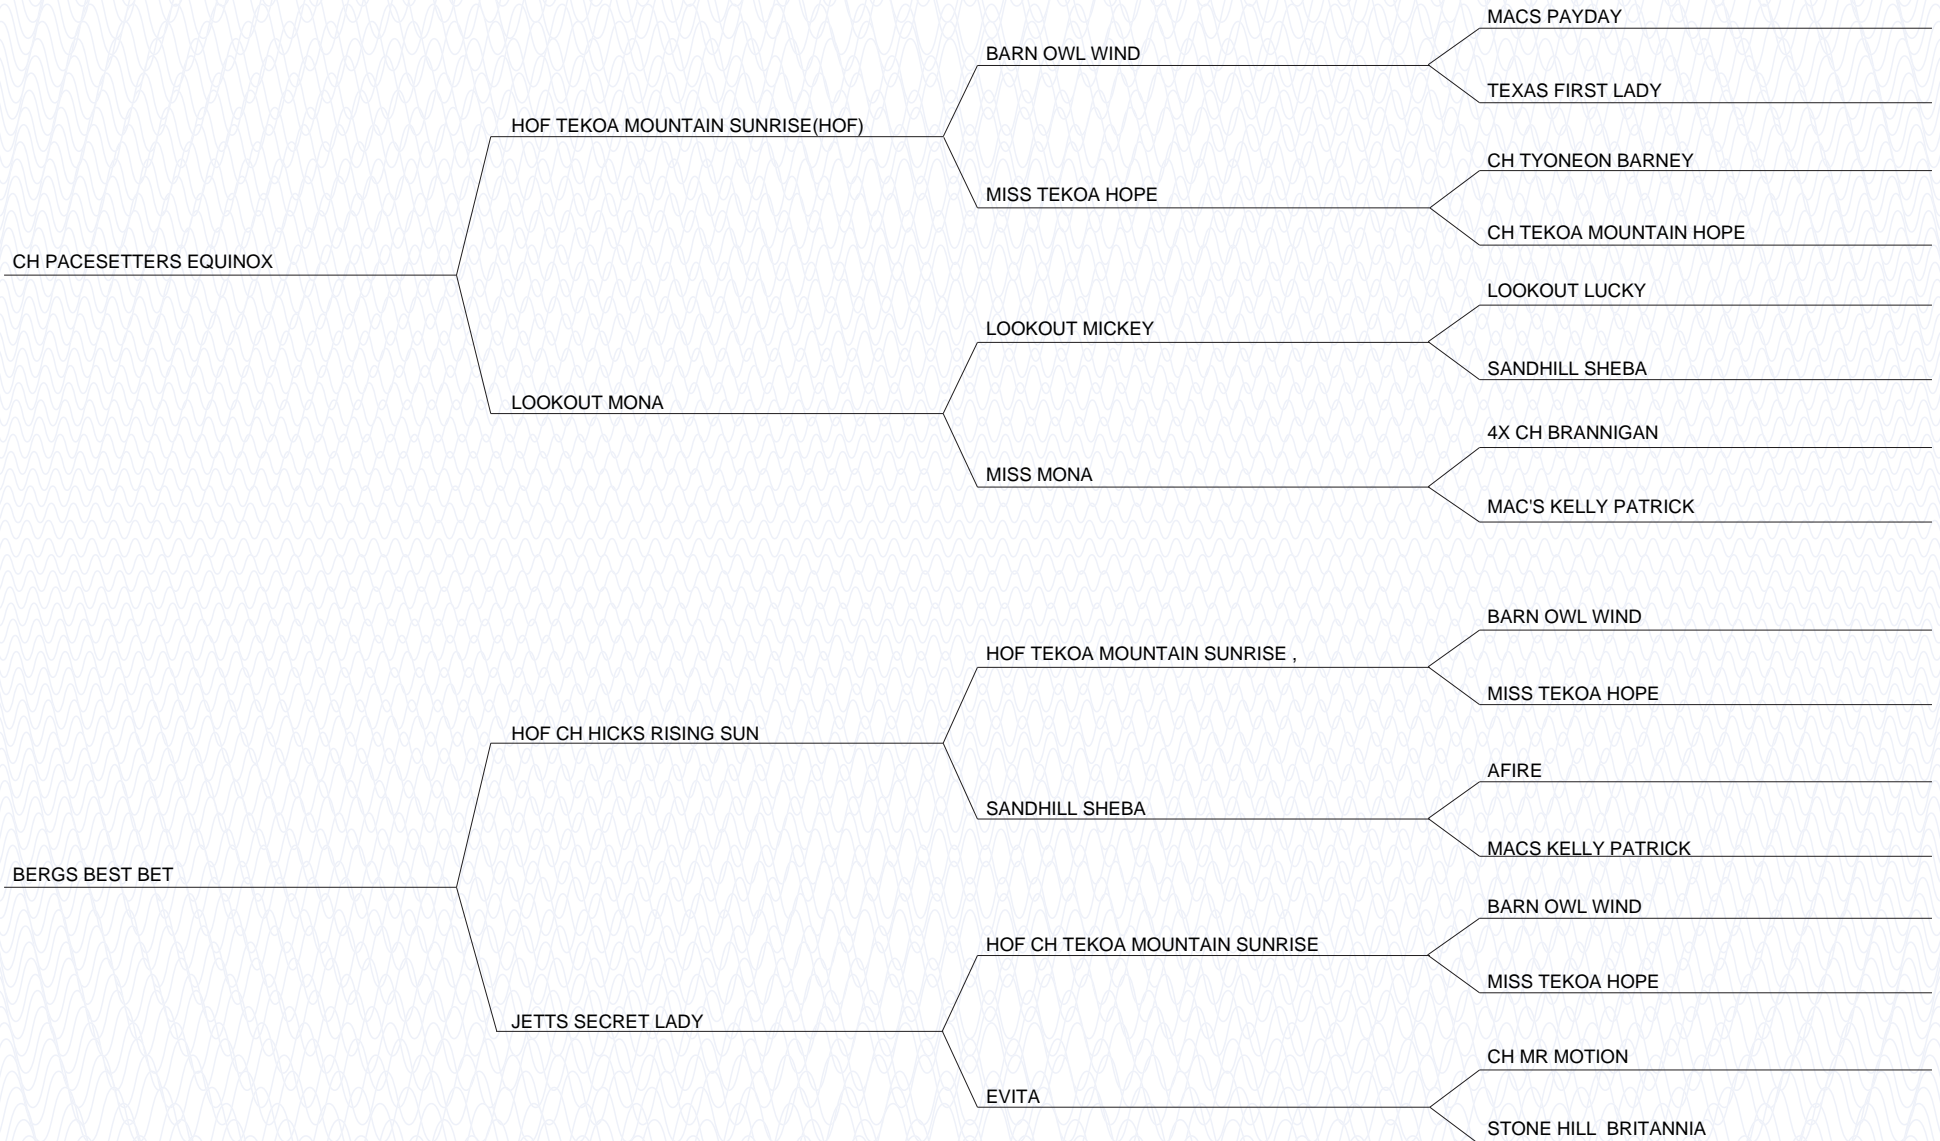 MACS PAYDAY
BARN OWL WIND
TEXAS FIRST LADY
HOF TEKOA MOUNTAIN SUNRISE(HOF)
CH TYONEON BARNEY
MISS TEKOA HOPE
CH TEKOA MOUNTAIN HOPE
CH PACESETTERS EQUINOX
LOOKOUT LUCKY
LOOKOUT MICKEY
SANDHILL SHEBA
LOOKOUT MONA
4X CH BRANNIGAN
MISS MONA
MAC'S KELLY PATRICK
BARN OWL WIND
HOF TEKOA MOUNTAIN SUNRISE ,
MISS TEKOA HOPE
HOF CH HICKS RISING SUN
AFIRE
SANDHILL SHEBA
MACS KELLY PATRICK
BERGS BEST BET
BARN OWL WIND
HOF CH TEKOA MOUNTAIN SUNRISE
MISS TEKOA HOPE
JETTS SECRET LADY
CH MR MOTION
EVITA
STONE HILL  BRITANNIA